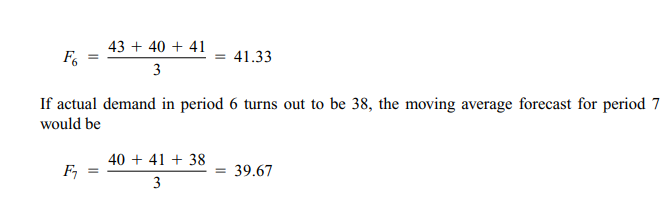 F6 = 43 + 40 + 41 / 3 = 41.33
If actual demand in period 6 turns out to be 38, the moving average forecast for period 7
would be
F7 = 40 + 41 + 38 / 3 = 39.67